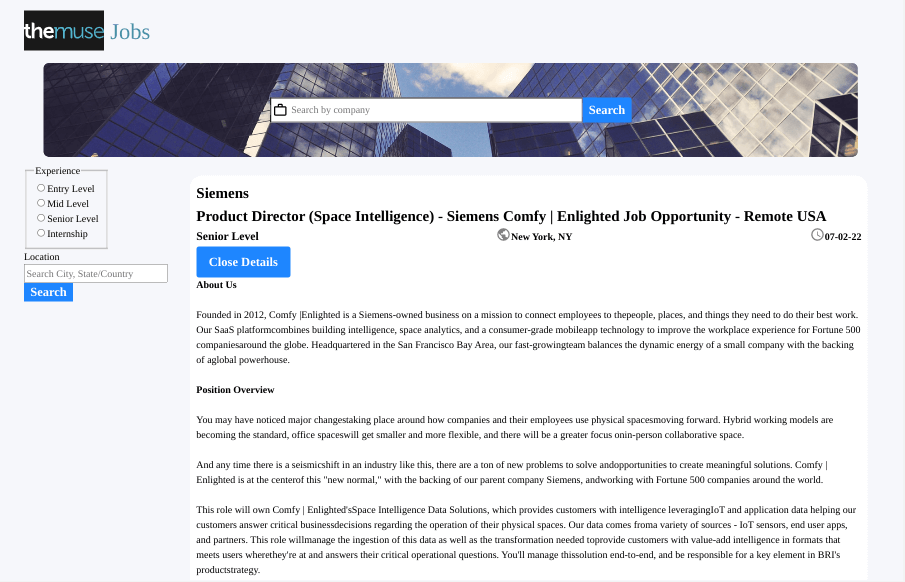 themuse Jobs
Search by company
Search
Experience
Entry Level
Mid Level
Senior Level
Internship
Location
Search City, State/Country
Search
Siemens
Product Director (Space Intelligence) - Siemens Comfy | Enlighted Job Opportunity - Remote USA
Senior Level
New York, NY
07-02-22
Close Details
About Us
Founded in 2012, Comfy |Enlighted is a Siemens-owned business on a mission to connect employees to thepeople, places, and things they need to do their best work.
Our SaaS platformcombines building intelligence, space analytics, and a consumer-grade mobileapp technology to improve the workplace experience for Fortune 500
companiesaround the globe. Headquartered in the San Francisco Bay Area, our fast-growingteam balances the dynamic energy of a small company with the backing
of aglobal powerhouse.
Position Overview
You may have noticed major changestaking place around how companies and their employees use physical spacesmoving forward. Hybrid working models are
becoming the standard, office spaceswill get smaller and more flexible, and there will be a greater focus onin-person collaborative space.
And any time there is a seismicshift in an industry like this, there are a ton of new problems to solve andopportunities to create meaningful solutions. Comfy |
Enlighted is at the centerof this "new normal," with the backing of our parent company Siemens, andworking with Fortune 500 companies around the world.
This role will own Comfy | Enlighted'sSpace Intelligence Data Solutions, which provides customers with intelligence leveragingIoT and application data helping our
customers answer critical businessdecisions regarding the operation of their physical spaces. Our data comes froma variety of sources - IoT sensors, end user apps,
and partners. This role willmanage the ingestion of this data as well as the transformation needed toprovide customers with value-add intelligence in formats that
meets users wherethey're at and answers their critical operational questions. You'll manage thissolution end-to-end, and be responsible for a key element in BRI's
productstrategy.